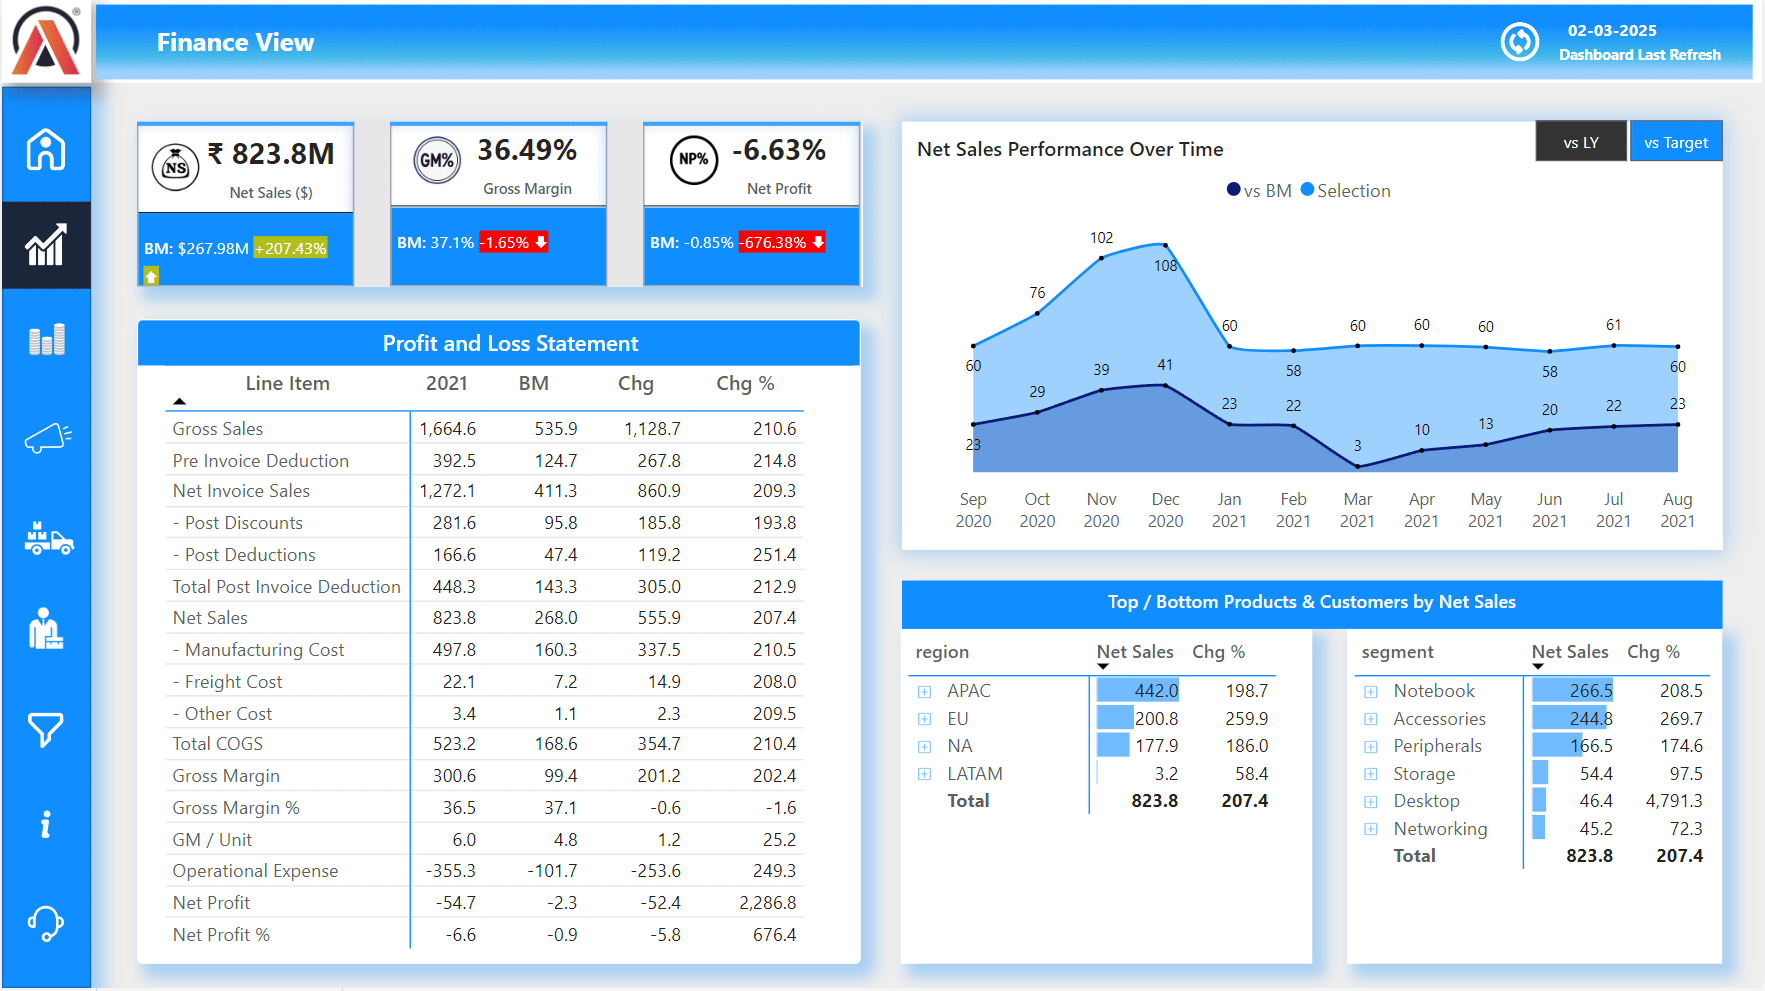 ®
Finance View
02-03-2025
Dashboard Last Refresh
NS
₹ 823.8M
Net Sales ($)
BM: $267.98M +207.43%
GM%
36.49%
Gross Margin
BM: 37.1% -1.65%
NP%
-6.63%
Net Profit
BM: -0.85% -676.38%
Profit and Loss Statement
Line Item 2021 BM Chg Chg %
Gross Sales 1,664.6 535.9 1,128.7 210.6
Pre Invoice Deduction 392.5 124.7 267.8 214.8
Net Invoice Sales 1,272.1 411.3 860.9 209.3
- Post Discounts 281.6 95.8 185.8 193.8
- Post Deductions 166.6 47.4 119.2 251.4
Total Post Invoice Deduction 448.3 143.3 305.0 212.9
Net Sales 823.8 268.0 555.9 207.4
- Manufacturing Cost 497.8 160.3 337.5 210.5
- Freight Cost 22.1 7.2 14.9 208.0
- Other Cost 3.4 1.1 2.3 209.5
Total COGS 523.2 168.6 354.7 210.4
Gross Margin 300.6 99.4 201.2 202.4
Gross Margin % 36.5 37.1 -0.6 -1.6
GM / Unit 6.0 4.8 1.2 25.2
Operational Expense -355.3 -101.7 -253.6 249.3
Net Profit -54.7 -2.3 -52.4 2,286.8
Net Profit % -6.6 -0.9 -5.8 676.4
Net Sales Performance Over Time
vs LY vs Target
vs BM Selection
60 76 102 108 60 58 60 60 60 58 61 60
23 29 39 41 23 22 3 10 13 20 22 23
Sep Oct Nov Dec Jan Feb Mar Apr May Jun Jul Aug
2020 2020 2020 2020 2021 2021 2021 2021 2021 2021 2021 2021
Top / Bottom Products & Customers by Net Sales
region Net Sales Chg %
APAC 442.0 198.7
EU 200.8 259.9
NA 177.9 186.0
LATAM 3.2 58.4
Total 823.8 207.4
segment Net Sales Chg %
Notebook 266.5 208.5
Accessories 244.8 269.7
Peripherals 166.5 174.6
Storage 54.4 97.5
Desktop 46.4 4,791.3
Networking 45.2 72.3
Total 823.8 207.4